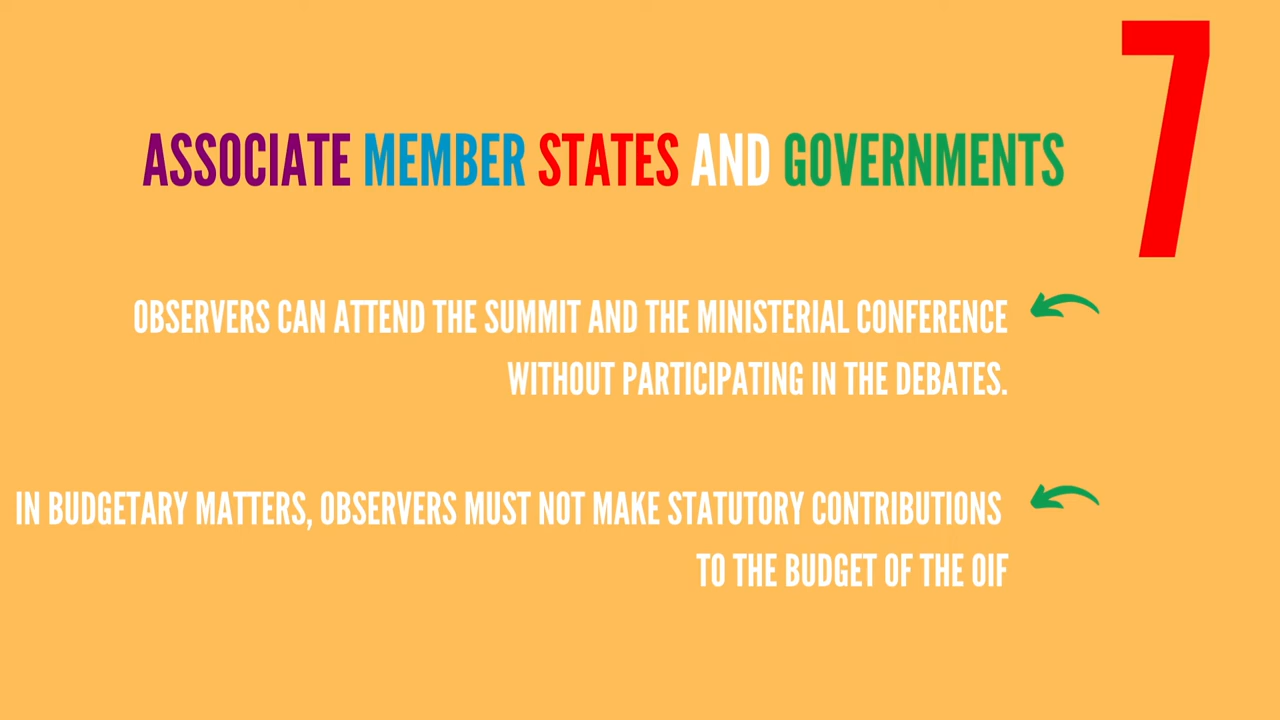 7
ASSOCIATE MEMBER STATES AND GOVERNMENTS
OBSERVERS CAN ATTEND THE SUMMIT AND THE MINISTERIAL CONFERENCE
WITHOUT PARTICIPATING IN THE DEBATES.
IN BUDGETARY MATTERS, OBSERVERS MUST NOT MAKE STATUTORY CONTRIBUTIONS
TO THE BUDGET OF THE OIF